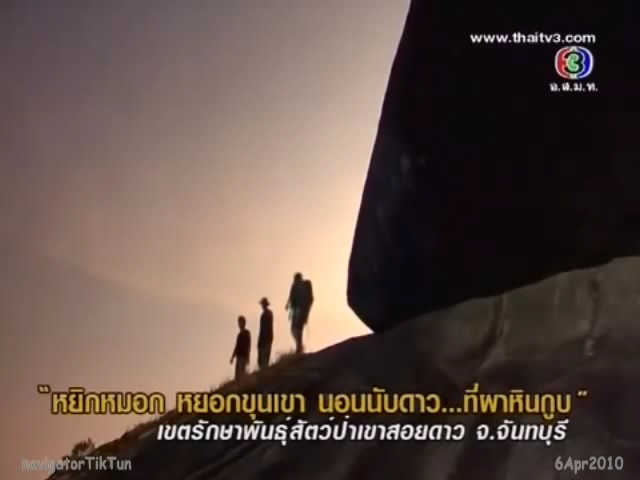 www.thaitv3.com
3
อ.ส.ม.ท.
"หยิกหมอก หยอกขุนเขา นอนนับดาว...ที่ผาหินกูบ"
เขตรักษาพันธุ์สัตว์ป่าเขาสอยดาว จ.จันทบุรี
navigatorTikTun
6Apr2010